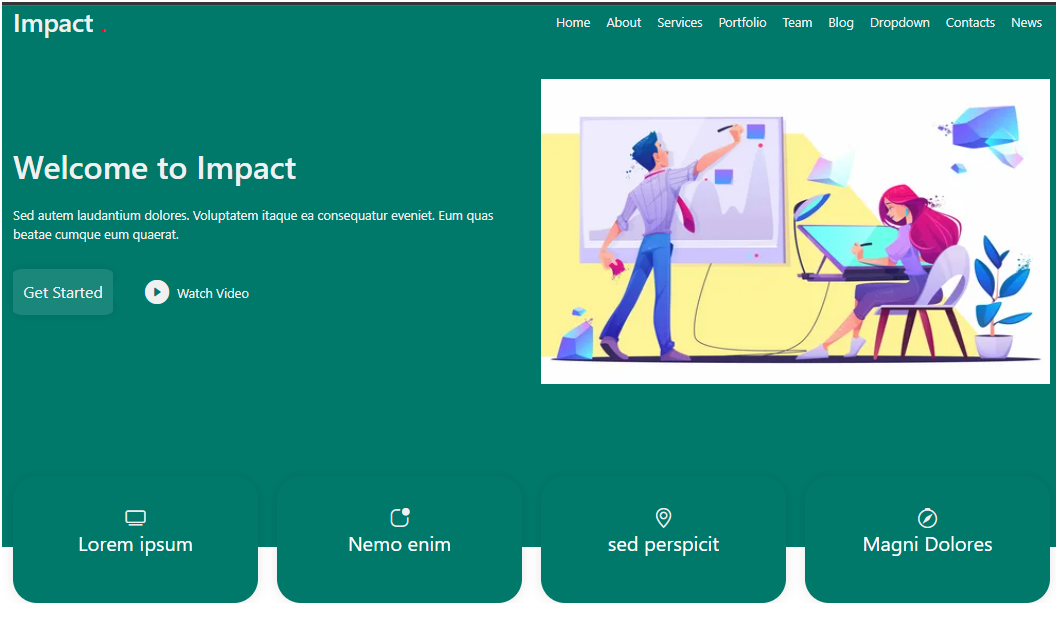 Impact .
Home About Services Portfolio Team Blog Dropdown Contacts News
Welcome to Impact
Sed autem laudantium dolores. Voluptatem itaque ea consequatur eveniet. Eum quas
beatae cumque eum quaerat.
Get Started Watch Video
Lorem ipsum Nemo enim sed perspicit Magni Dolores